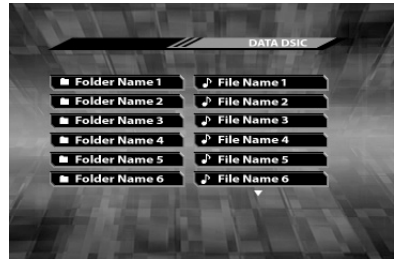 DATA DSIC
Folder Name 1
File Name 1
Folder Name 2
File Name 2
Folder Name 3
File Name 3
Folder Name 4
File Name 4
Folder Name 5
File Name 5
Folder Name 6
File Name 6